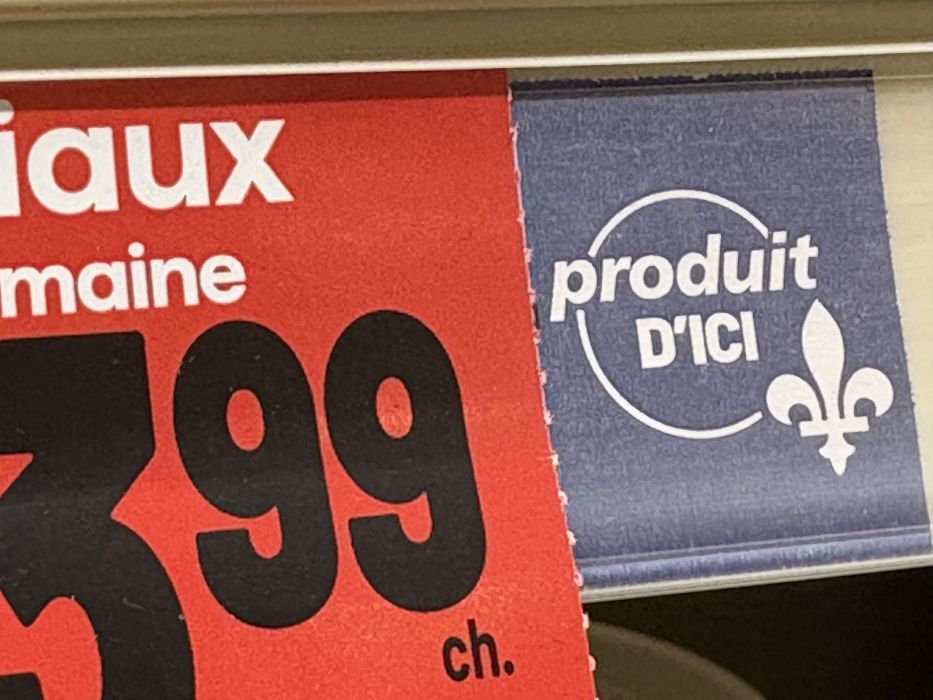 iaux
maine
3 99
ch.
produit
D'ICI